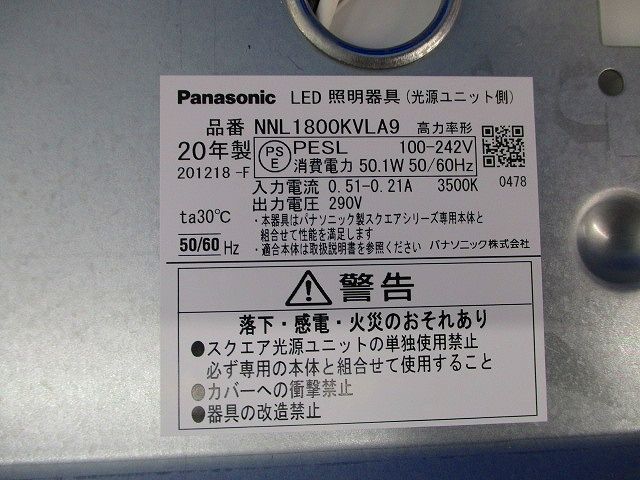 Panasonic LED 照明器具(光源ユニット側)
品番 NNL1800KVLA9 高力率形
20年製 PS E PESL 100-242V
201218 -F 消費電力 50.1W 50/60Hz
入力電流 0.51-0.21A 3500K 0478
出力電圧 290V
ta30℃ ・本器具はパナソニック製スクエアシリーズ専用本体と
組合せて性能を満足します
50/60 Hz ・適合本体は取扱説明書を参照ください パナソニック株式会社
警告
落下・感電・火災のおそれあり
●スクエア光源ユニットの単独使用禁止
必ず専用の本体と組合せて使用すること
●カバーへの衝撃禁止
●器具の改造禁止